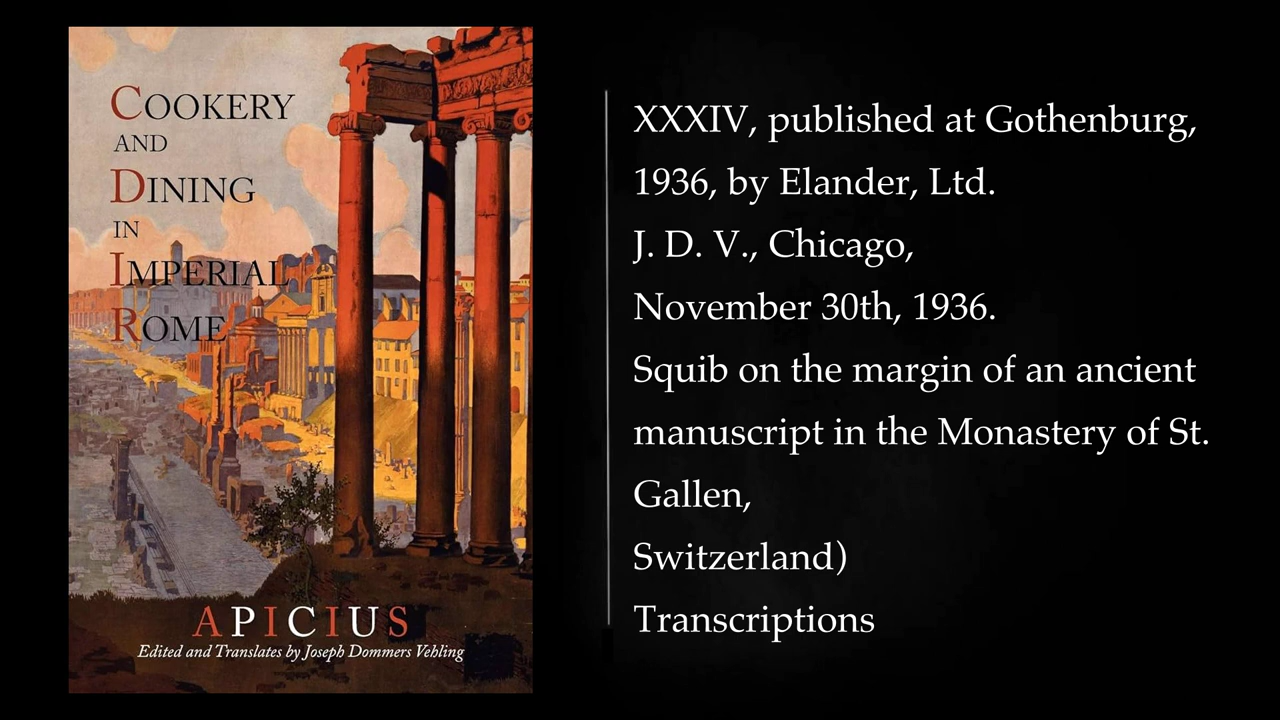 COOKERY
AND
DINING
IN
IMPERIAL
ROME
APICIUS
Edited and Translates by Joseph Dommers Vehling
XXXIV, published at Gothenburg,
1936, by Elander, Ltd.
J. D. V., Chicago,
November 30th, 1936.
Squib on the margin of an ancient
manuscript in the Monastery of St.
Gallen,
Switzerland)
Transcriptions